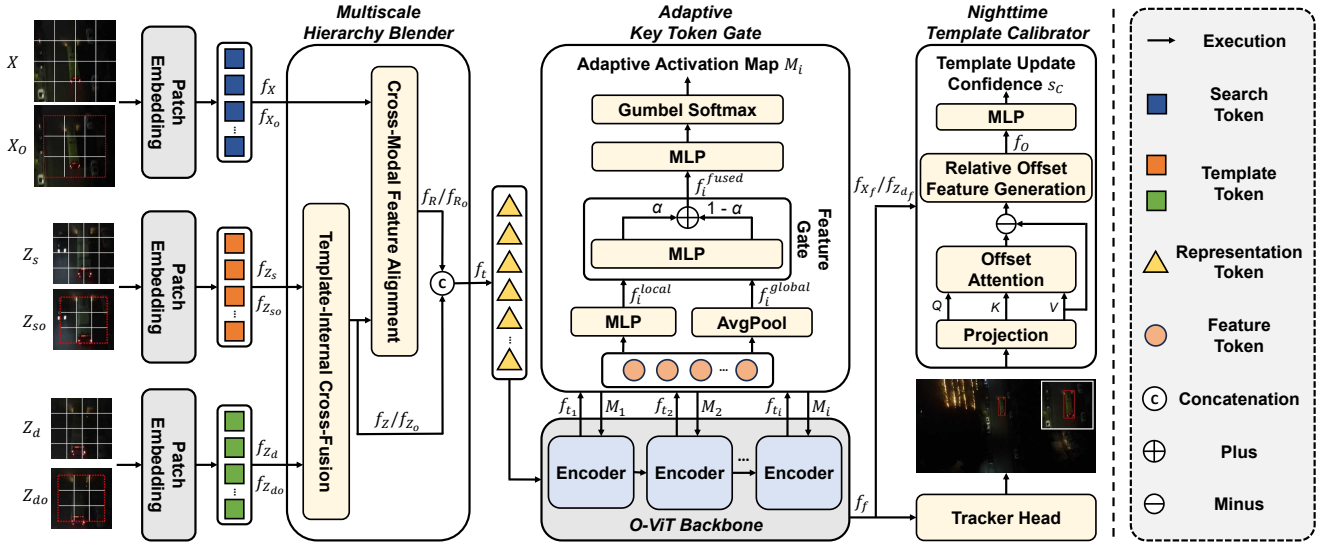 Multiscale
Hierarchy Blender
Adaptive
Key Token Gate
Nighttime
Template Calibrator
X
X_O
Patch
Embedding
f_X
f_{X_o}
Z_s
Z_{so}
Patch
Embedding
f_{Z_s}
f_{Z_{so}}
Z_d
Z_{do}
Patch
Embedding
f_{Z_d}
f_{Z_{do}}
Template-Internal Cross-Fusion
Cross-Modal Feature Alignment
f_R/f_{R_o}
f_Z/f_{Z_o}
C
f_t
...
Adaptive Activation Map M_i
Gumbel Softmax
MLP
f_i^{fused}
α
1 - α
MLP
Feature
Gate
f_i^{local}
f_i^{global}
MLP
AvgPool
...
f_{t_1}
M_1
f_{t_2}
M_2
f_{t_i}
M_i
Encoder
Encoder
...
Encoder
O-ViT Backbone
f_f
f_{X_f}/f_{Z_{d_f}}
Template Update
Confidence s_C
MLP
f_O
Relative Offset
Feature Generation
Offset
Attention
Q
K
V
Projection
Tracker Head
Execution
Search
Token
Template
Token
Representation
Token
Feature
Token
C
Concatenation
Plus
Minus